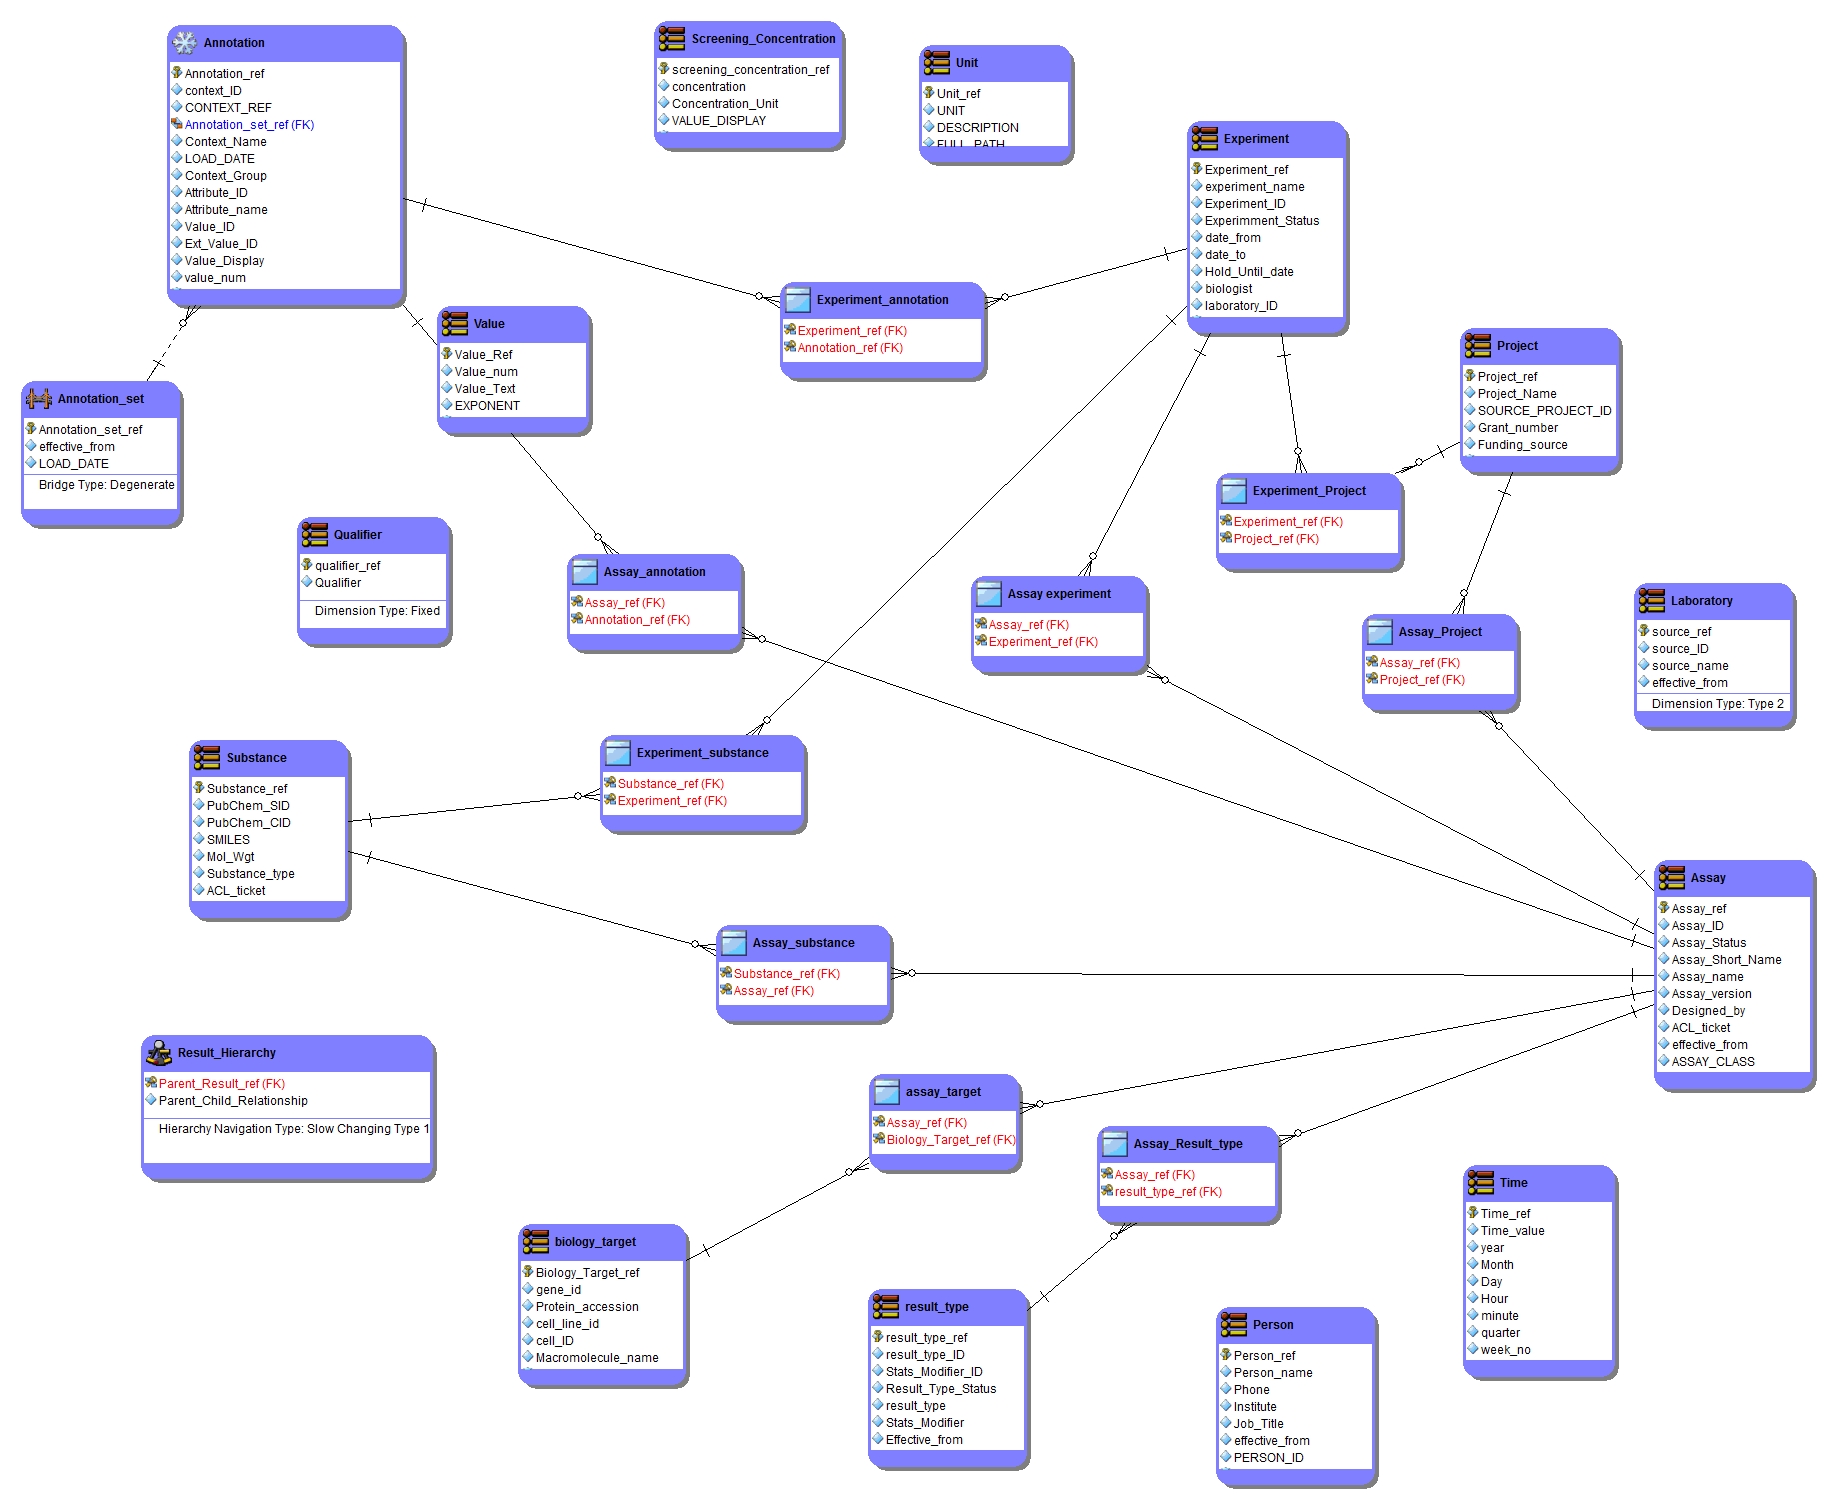 Annotation
Annotation_ref
context_ID
CONTEXT_REF
Annotation_set_ref (FK)
Context_Name
LOAD_DATE
Context_Group
Attribute_ID
Attribute_name
Value_ID
Ext_Value_ID
Value_Display
value_num
Screening_Concentration
screening_concentration_ref
concentration
Concentration_Unit
VALUE_DISPLAY
Unit
Unit_ref
UNIT
DESCRIPTION
FULL_PATH
Experiment
Experiment_ref
experiment_name
Experiment_ID
Experimment_Status
date_from
date_to
Hold_Until_date
biologist
laboratory_ID
Experiment_annotation
Experiment_ref (FK)
Annotation_ref (FK)
Value
Value_Ref
Value_num
Value_Text
EXPONENT
Project
Project_ref
Project_Name
SOURCE_PROJECT_ID
Grant_number
Funding_source
Annotation_set
Annotation_set_ref
effective_from
LOAD_DATE
Bridge Type: Degenerate
Experiment_Project
Experiment_ref (FK)
Project_ref (FK)
Qualifier
qualifier_ref
Qualifier
Dimension Type: Fixed
Assay_annotation
Assay_ref (FK)
Annotation_ref (FK)
Assay experiment
Assay_ref (FK)
Experiment_ref (FK)
Assay_Project
Assay_ref (FK)
Project_ref (FK)
Laboratory
source_ref
source_ID
source_name
effective_from
Dimension Type: Type 2
Substance
Substance_ref
PubChem_SID
PubChem_CID
SMILES
Mol_Wgt
Substance_type
ACL_ticket
Experiment_substance
Substance_ref (FK)
Experiment_ref (FK)
Assay
Assay_ref
Assay_ID
Assay_Status
Assay_Short_Name
Assay_name
Assay_version
Designed_by
ACL_ticket
effective_from
ASSAY_CLASS
Assay_substance
Substance_ref (FK)
Assay_ref (FK)
Result_Hierarchy
Parent_Result_ref (FK)
Parent_Child_Relationship
Hierarchy Navigation Type: Slow Changing Type 1
assay_target
Assay_ref (FK)
Biology_Target_ref (FK)
Assay_Result_type
Assay_ref (FK)
result_type_ref (FK)
Time
Time_ref
Time_value
year
Month
Day
Hour
minute
quarter
week_no
biology_target
Biology_Target_ref
gene_id
Protein_accession
cell_line_id
cell_ID
Macromolecule_name
result_type
result_type_ref
result_type_ID
Stats_Modifier_ID
Result_Type_Status
result_type
Stats_Modifier
Effective_from
Person
Person_ref
Person_name
Phone
Institute
Job_Title
effective_from
PERSON_ID